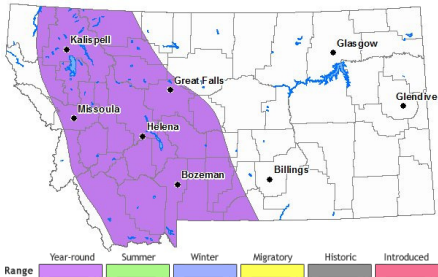 Kalispell
Glasgow
Great Falls
Glendive
Missoula
Helena
Billings
Bozeman
Year-round Summer Winter Migratory Historic Introduced
Range